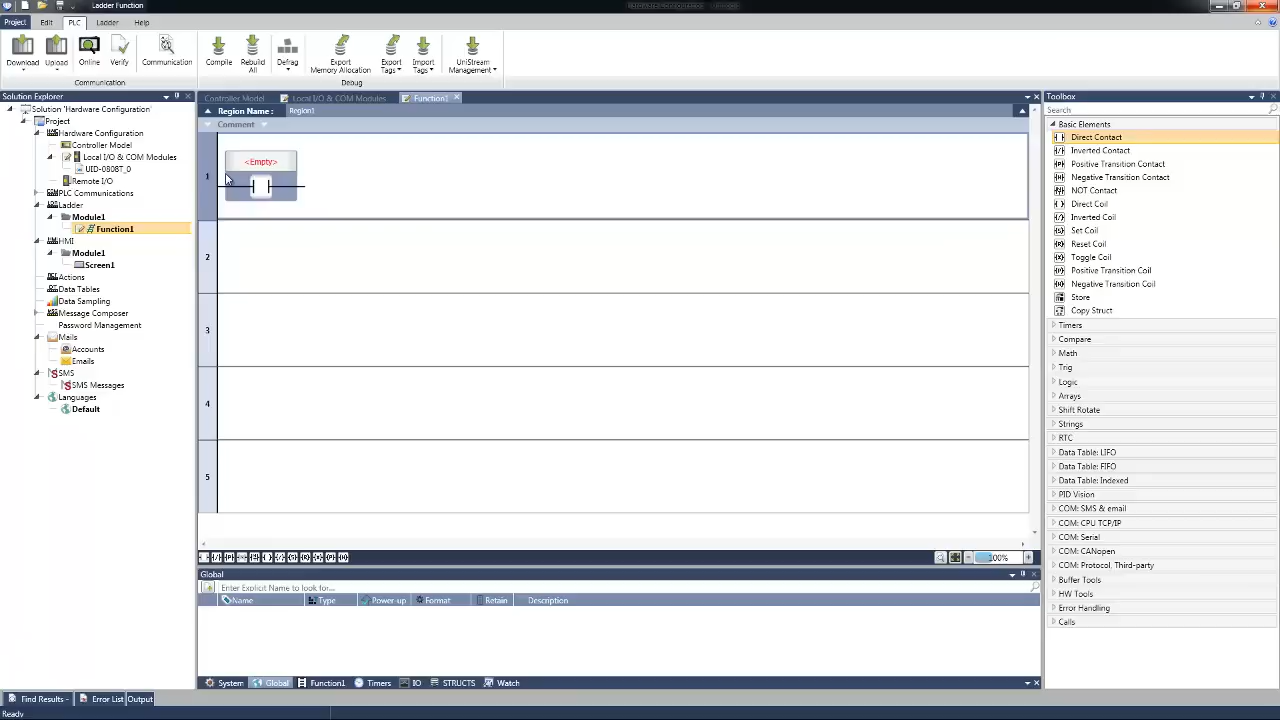 Ladder Function
Hardware Configuration
Project
Edit
PLC
Ladder
Help
Download
Upload
Online
Verify
Communication
Compile
Rebuild
All
Defrag
Export
Memory Allocation
Export
Tags
Import
Tags
UniStream
Management
Communication
Debug
Solution Explorer
Solution 'Hardware Configuration'
Project
Hardware Configuration
Controller Model
Local I/O & COM Modules
UID-0808T_0
Remote I/O
PLC Communications
Ladder
Module1
Function1
HMI
Module1
Screen1
Actions
Data Tables
Data Sampling
Message Composer
Password Management
Mails
Accounts
Emails
SMS
SMS Messages
Languages
Default
Controller Model
Local I/O & COM Modules
Function1
Region Name :
Region1
Comment
<Empty>
1
2
3
4
5
100%
Global
Enter Explicit Name to look for...
Name
Type
Power-up
Format
Retain
Description
System
Global
Function1
Timers
IO
STRUCTS
Watch
Toolbox
Search
Basic Elements
Direct Contact
Inverted Contact
Positive Transition Contact
Negative Transition Contact
NOT Contact
Direct Coil
Inverted Coil
Set Coil
Reset Coil
Toggle Coil
Positive Transition Coil
Negative Transition Coil
Store
Copy Struct
Timers
Compare
Math
Trig
Logic
Arrays
Shift Rotate
Strings
RTC
Data Table: LIFO
Data Table: FIFO
Data Table: Indexed
PID Vision
COM: SMS & email
COM: CPU TCP/IP
COM: Serial
COM: CANopen
COM: Protocol, Third-party
Buffer Tools
HW Tools
Error Handling
Calls
Find Results -
Error List
Output
Ready